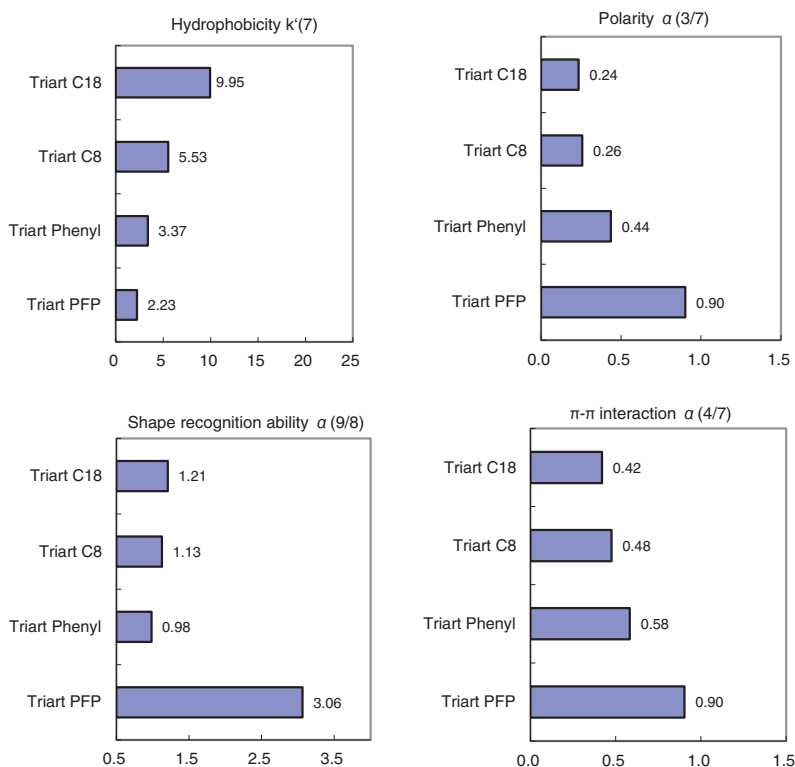 Hydrophobicity k‘(7)
Triart C18
9.95
Triart C8
5.53
Triart Phenyl
3.37
Triart PFP
2.23
0 5 10 15 20 25
Polarity α (3/7)
Triart C18
0.24
Triart C8
0.26
Triart Phenyl
0.44
Triart PFP
0.90
0.0 0.5 1.0 1.5
Shape recognition ability α (9/8)
Triart C18
1.21
Triart C8
1.13
Triart Phenyl
0.98
Triart PFP
3.06
0.5 1.5 2.5 3.5
π-π interaction α (4/7)
Triart C18
0.42
Triart C8
0.48
Triart Phenyl
0.58
Triart PFP
0.90
0.0 0.5 1.0 1.5